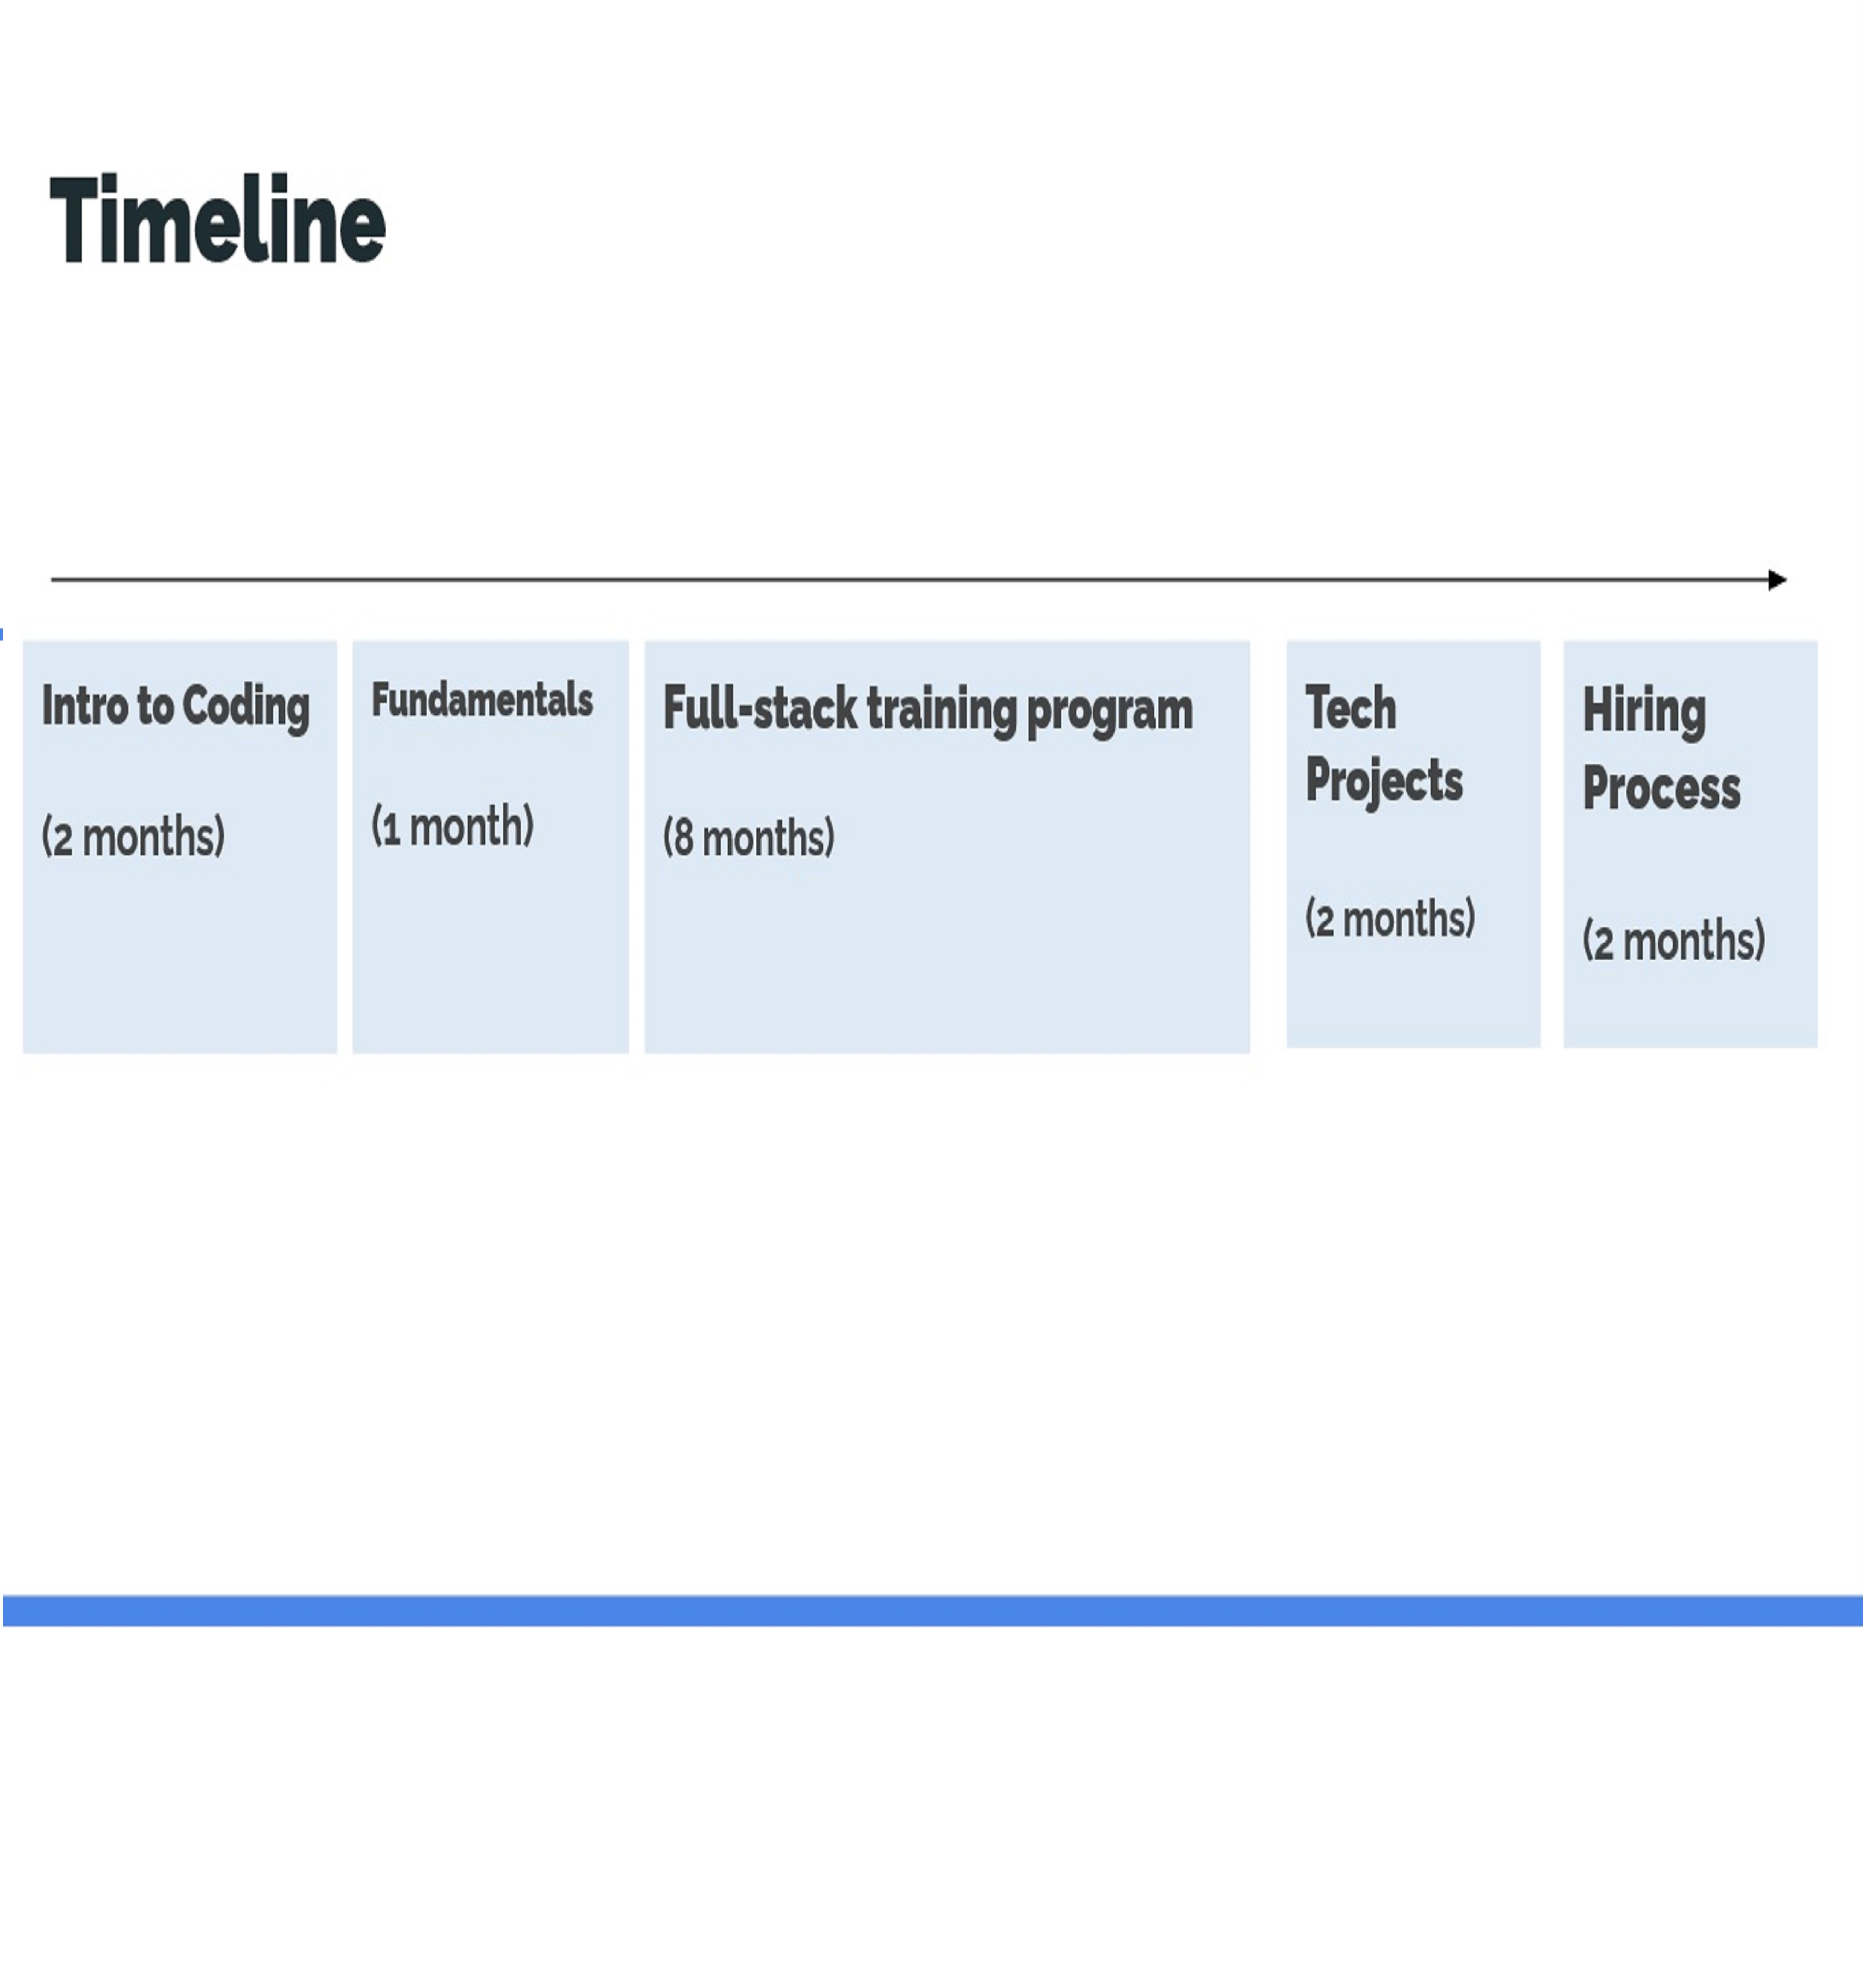 Timeline
Intro to Coding
(2 months)
Fundamentals
(1 month)
Full-stack training program
(8 months)
Tech
Projects
(2 months)
Hiring
Process
(2 months)